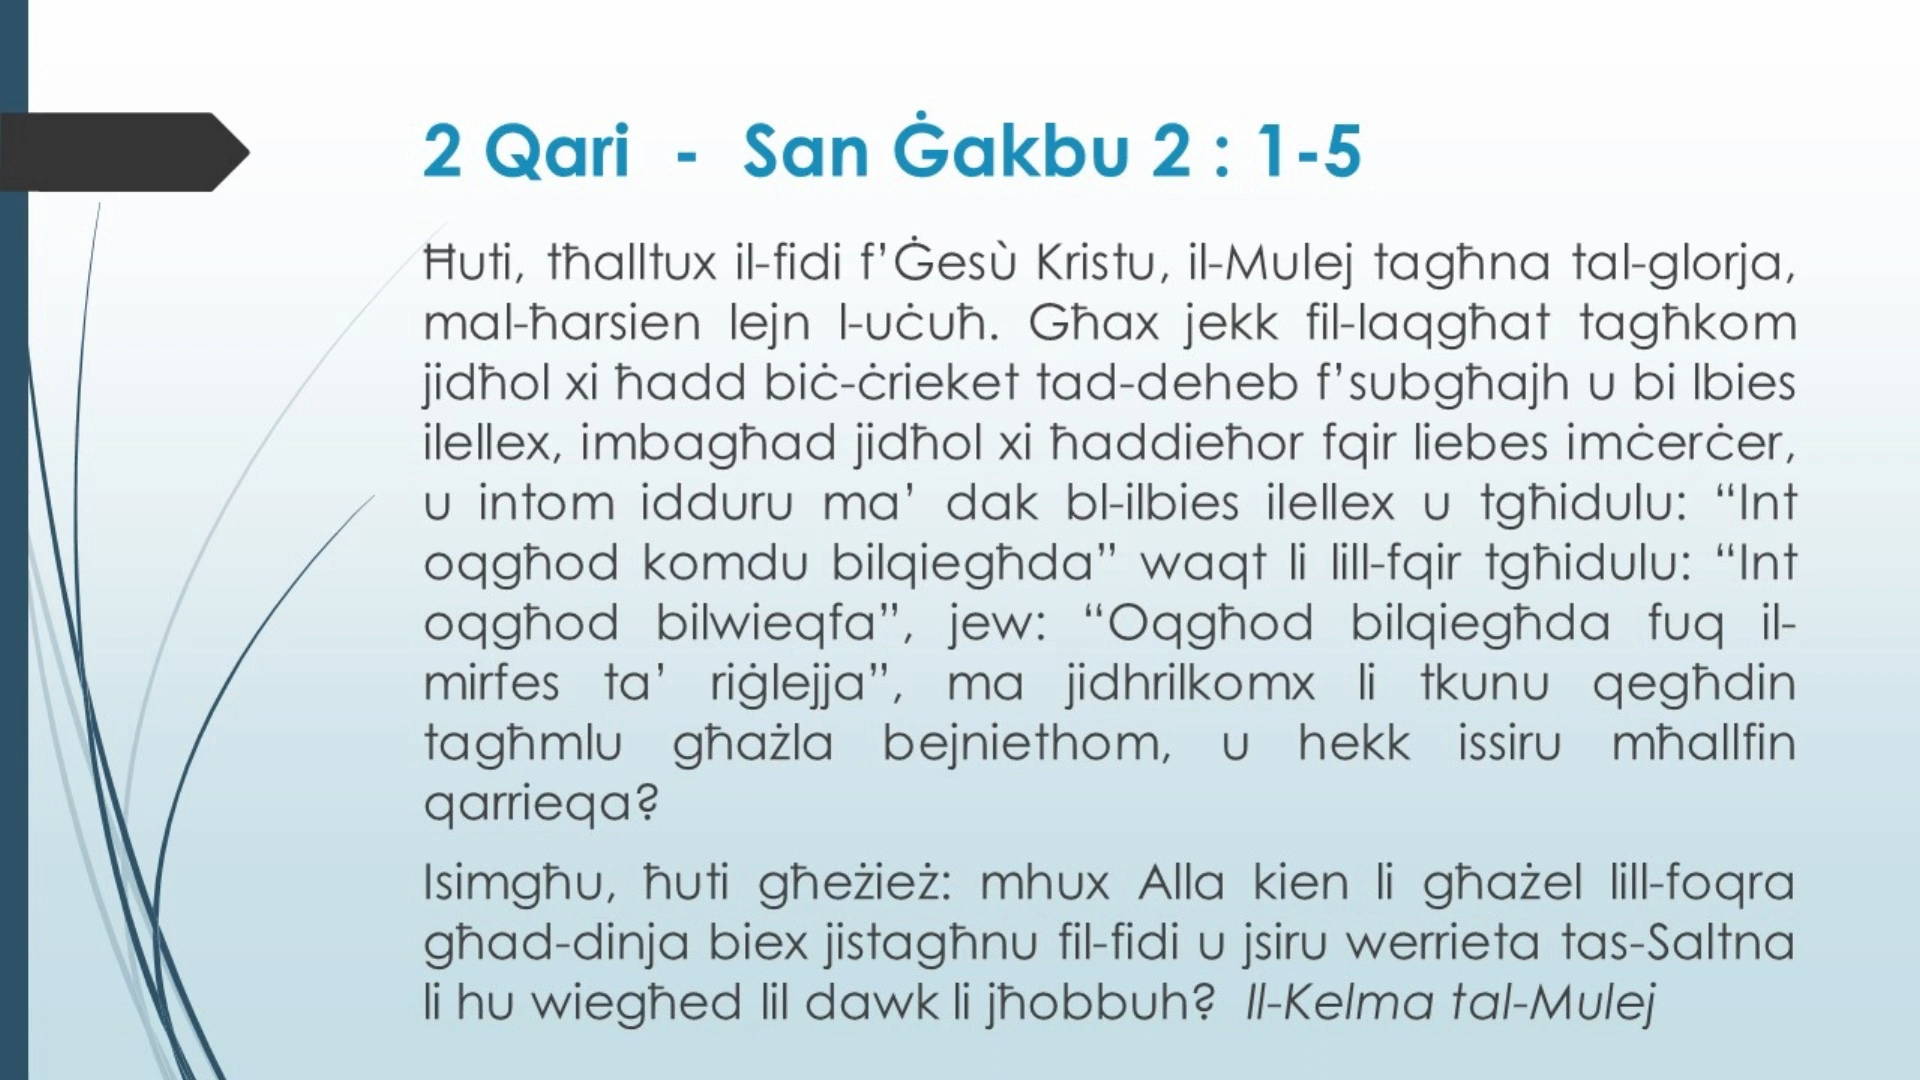 2 Qari - San Ġakbu 2 : 1-5
Ħuti, tħalltux il-fidi f’Ġesù Kristu, il-Mulej tagħna tal-glorja,
mal-ħarsien lejn l-uċuħ. Għax jekk fil-laqgħat tagħkom
jidħol xi ħadd biċ-ċrieket tad-deheb f’subgħajh u bi lbies
ilellex, imbagħad jidħol xi ħaddieħor fqir liebes imċerċer,
u intom idduru ma’ dak bl-ilbies ilellex u tgħidulu: “Int
oqgħod komdu bilqiegħda” waqt li lill-fqir tgħidulu: “Int
oqgħod bilwieqfa”, jew: “Oqgħod bilqiegħda fuq il-
mirfes ta’ riġlejja”, ma jidhrilkomx li tkunu qegħdin
tagħmlu għażla bejniethom, u hekk issiru mħallfin
qarrieqa?
Isimgħu, ħuti għeżież: mhux Alla kien li għażel lill-foqra
għad-dinja biex jistagħnu fil-fidi u jsiru werrieta tas-Saltna
li hu wiegħed lil dawk li jħobbuh? Il-Kelma tal-Mulej